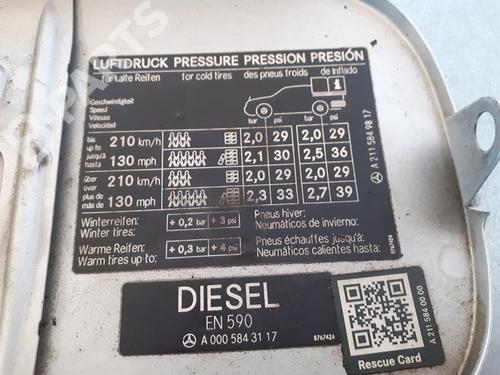 LUFTDRUCK PRESSURE PRESSION PRESIÓN
für kalte Reifen for cold tires des pneus froids de inflado
Geschwindigkeit
Speed
Vitesse
Velocidad
1
bar psi bar psi
bis
up to
jusqu'à
hasta
210 km/h 2,0 29 2,0 29
130 mph 2,1 30 2,5 36
über
over
plus de
más de
210 km/h 2,0 29 2,0 29
130 mph 2,3 33 2,7 39
Winterreifen:
Winter tires:
+ 0,2 bar + 3 psi
Pneus hiver:
Neumáticos de invierno:
Warme Reifen:
Warm tires up to:
+ 0,3 bar + 4 psi
Pneus échauffés jusqu'à:
Neumáticos calientes hasta:
A 211 584 98 17
8767424
DIESEL
EN 590
A 000 584 31 17
8767424
Rescue Card
A 211 584 00 00
PARTS